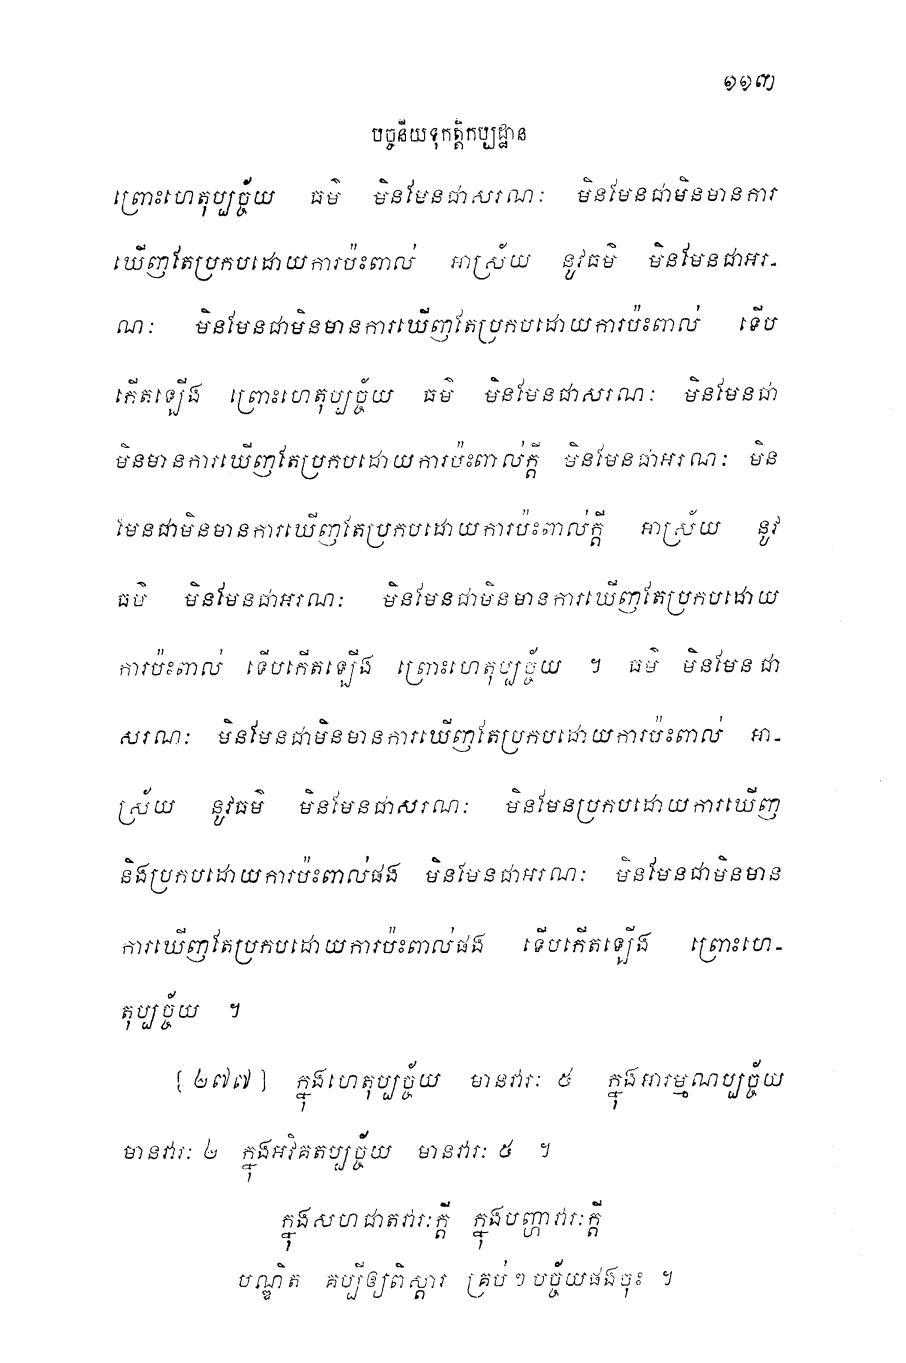 ១១៣
បច្ចនីយទុកត្តិកប្បដ្ឋាន
ព្រោះហេតុប្បច្ច័យ ធម៌ មិនមែនជាសរណៈ មិនមែនជាមិនមានការ
ឃើញតែប្រកបដោយការប៉ះពាល់ អាស្រ័យ នូវធម៌ មិនមែនជាអរ-
ណៈ មិនមែនជាមិនមានការឃើញតែប្រកបដោយការប៉ះពាល់ ទើប
កើតឡើង ព្រោះហេតុប្បច្ច័យ ធម៌ មិនមែនជាសរណៈ មិនមែនជា
មិនមានការឃើញតែប្រកបដោយការប៉ះពាល់ក្តី មិនមែនជាអរណៈ មិន
មែនជាមិនមានការឃើញតែប្រកបដោយការប៉ះពាល់ក្តី អាស្រ័យ នូវ
ធម៌ មិនមែនជាអរណៈ មិនមែនជាមិនមានការឃើញតែប្រកបដោយ
ការប៉ះពាល់ ទើបកើតឡើង ព្រោះហេតុប្បច្ច័យ ។ ធម៌ មិនមែនជា
សរណៈ មិនមែនជាមិនមានការឃើញតែប្រកបដោយការប៉ះពាល់ អា-
ស្រ័យ នូវធម៌ មិនមែនជាសរណៈ មិនមែនប្រកបដោយការឃើញ
និងប្រកបដោយការប៉ះពាល់ផង មិនមែនជាអរណៈ មិនមែនជាមិនមាន
ការឃើញតែប្រកបដោយការប៉ះពាល់ផង ទើបកើតឡើង ព្រោះហេ-
តុប្បច្ច័យ ។
[២៧៧] ក្នុងហេតុប្បច្ច័យ មានវារៈ ៥ ក្នុងអារម្មណប្បច្ច័យ
មានវារៈ ២ ក្នុងអវិគតប្បច្ច័យ មានវារៈ ៥ ។
ក្នុងសហជាតវារៈក្តី ក្នុងបញ្ហាវារៈក្តី
បណ្ឌិត គប្បីឲ្យពិស្តារ គ្រប់ៗបច្ច័យផងចុះ ។